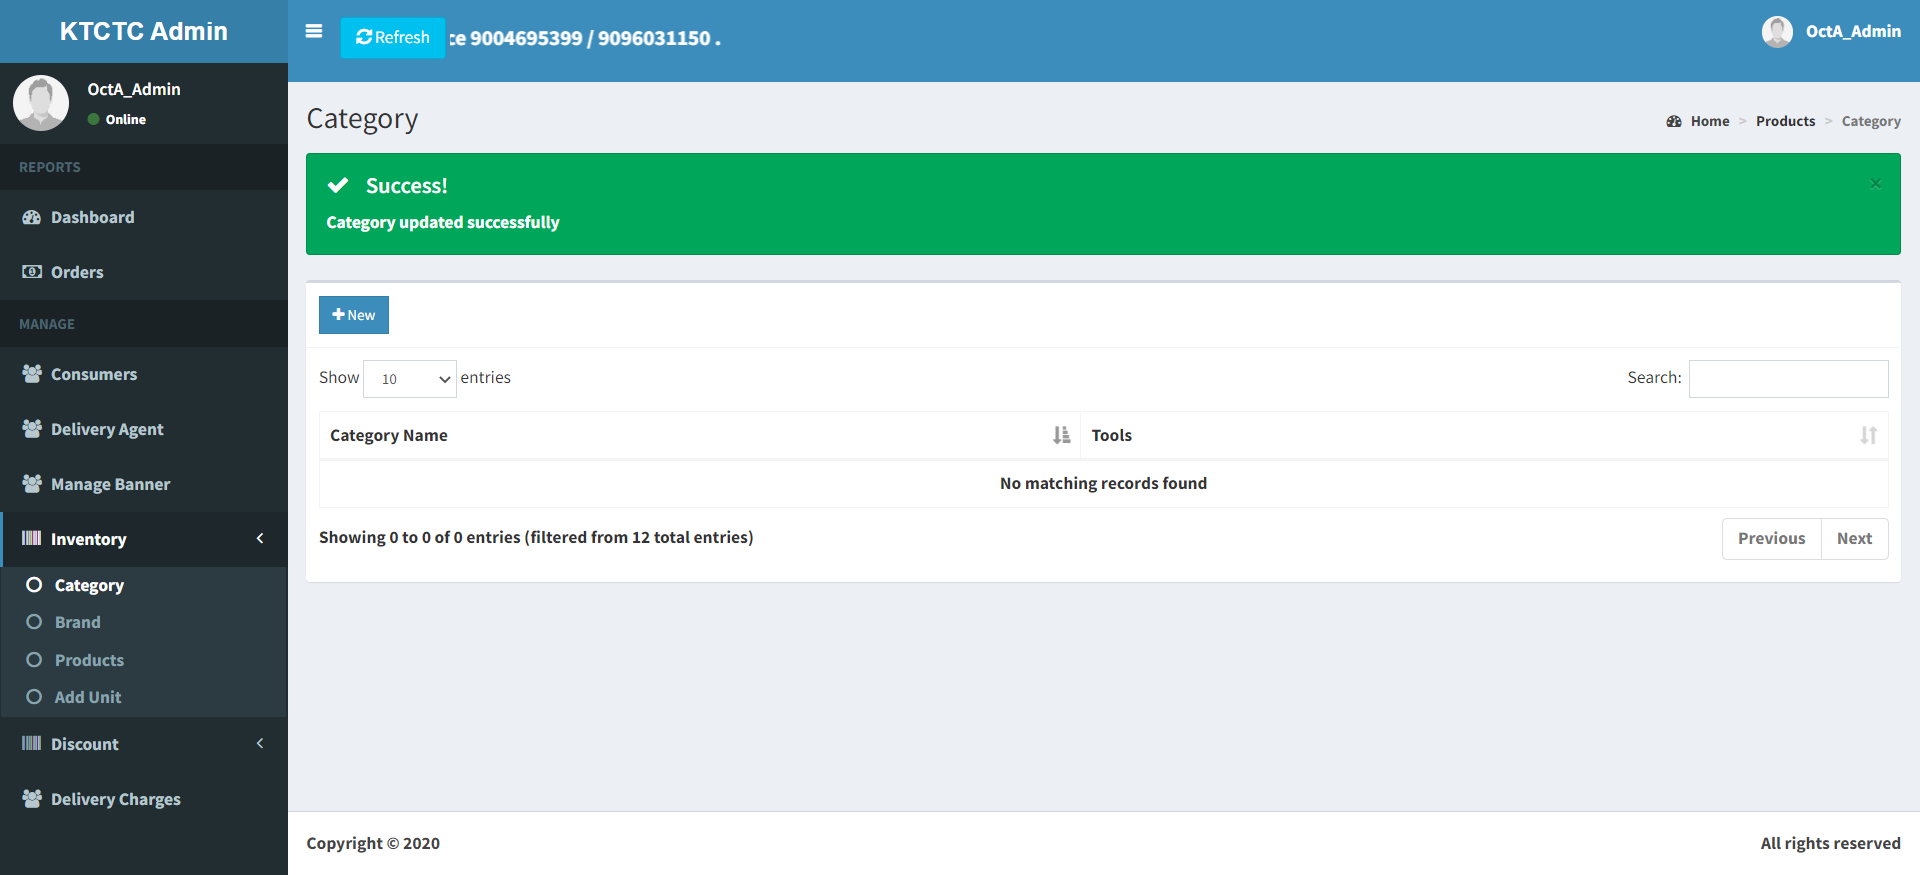 KTCTC Admin
Refresh
9004695399 / 9096031150 .
OctA_Admin
OctA_Admin
Online
REPORTS
Dashboard
Orders
MANAGE
Consumers
Delivery Agent
Manage Banner
Inventory
Category
Brand
Products
Add Unit
Discount
Delivery Charges
Category
Home > Products > Category
Success!
×
Category updated successfully
New
Show 10 entries
Search:
Category Name
Tools
No matching records found
Showing 0 to 0 of 0 entries (filtered from 12 total entries)
Previous
Next
Copyright © 2020
All rights reserved